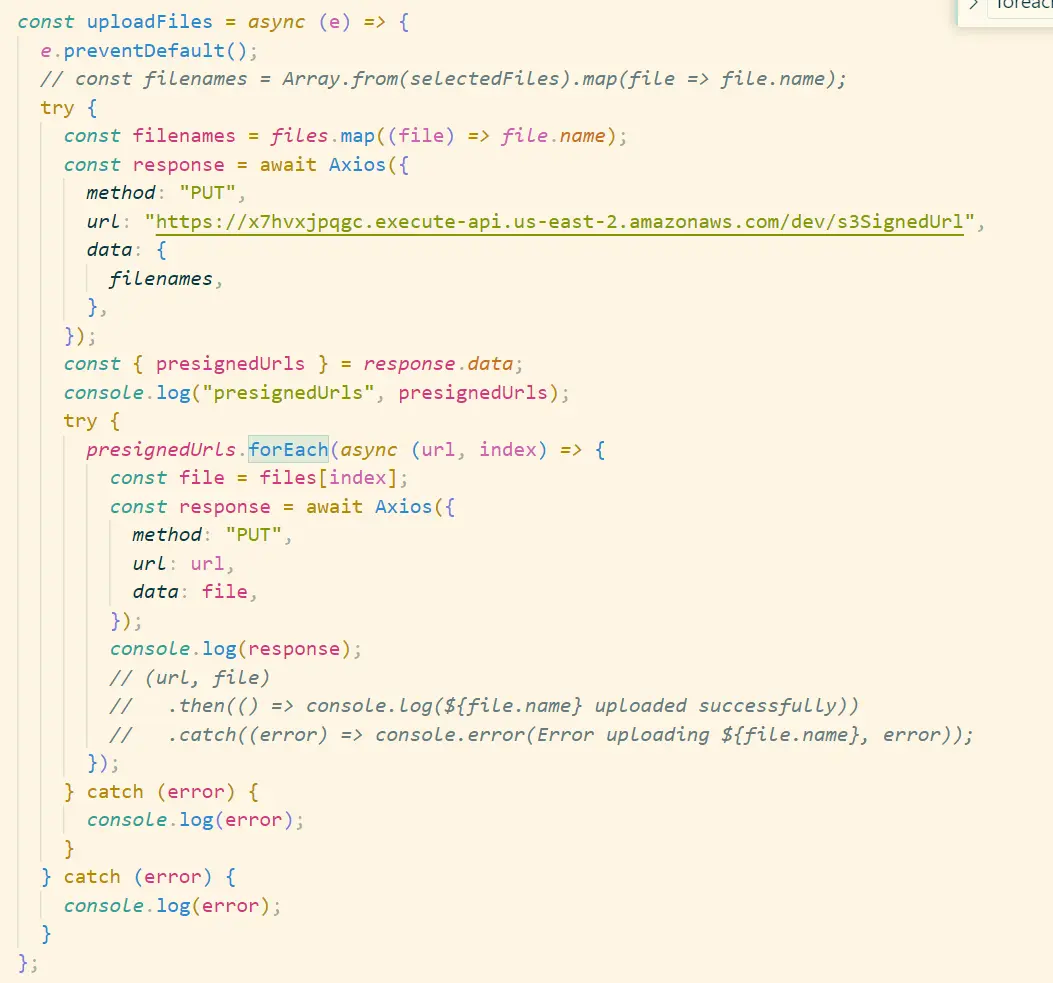 const uploadFiles = async (e) => {
  e.preventDefault();
  // const filenames = Array.from(selectedFiles).map(file => file.name);
  try {
    const filenames = files.map((file) => file.name);
    const response = await Axios({
      method: "PUT",
      url: "https://x7hvxjpqgc.execute-api.us-east-2.amazonaws.com/dev/s3SignedUrl",
      data: {
        filenames,
      },
    });
    const { presignedUrls } = response.data;
    console.log("presignedUrls", presignedUrls);
    try {
      presignedUrls.forEach(async (url, index) => {
        const file = files[index];
        const response = await Axios({
          method: "PUT",
          url: url,
          data: file,
        });
        console.log(response);
        // (url, file)
        //   .then(() => console.log(${file.name} uploaded successfully))
        //   .catch((error) => console.error(Error uploading ${file.name}, error));
      });
    } catch (error) {
      console.log(error);
    }
  } catch (error) {
    console.log(error);
  }
};